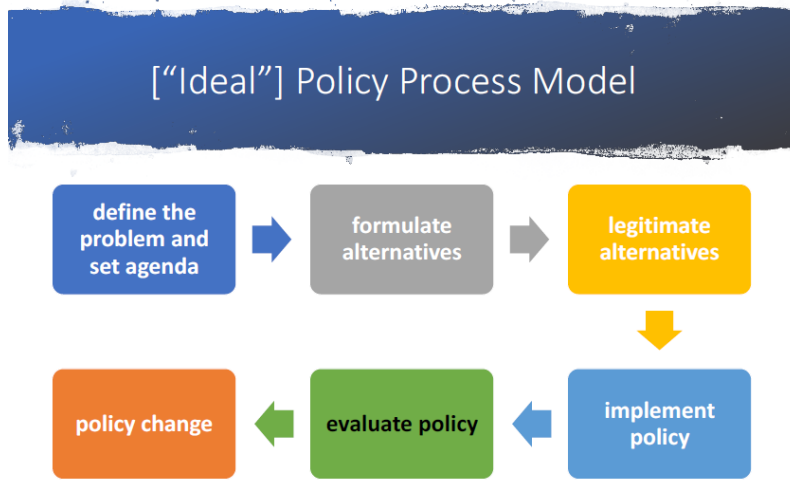 ["Ideal"] Policy Process Model
define the
problem and
set agenda
formulate
alternatives
legitimate
alternatives
policy change
evaluate policy
implement
policy